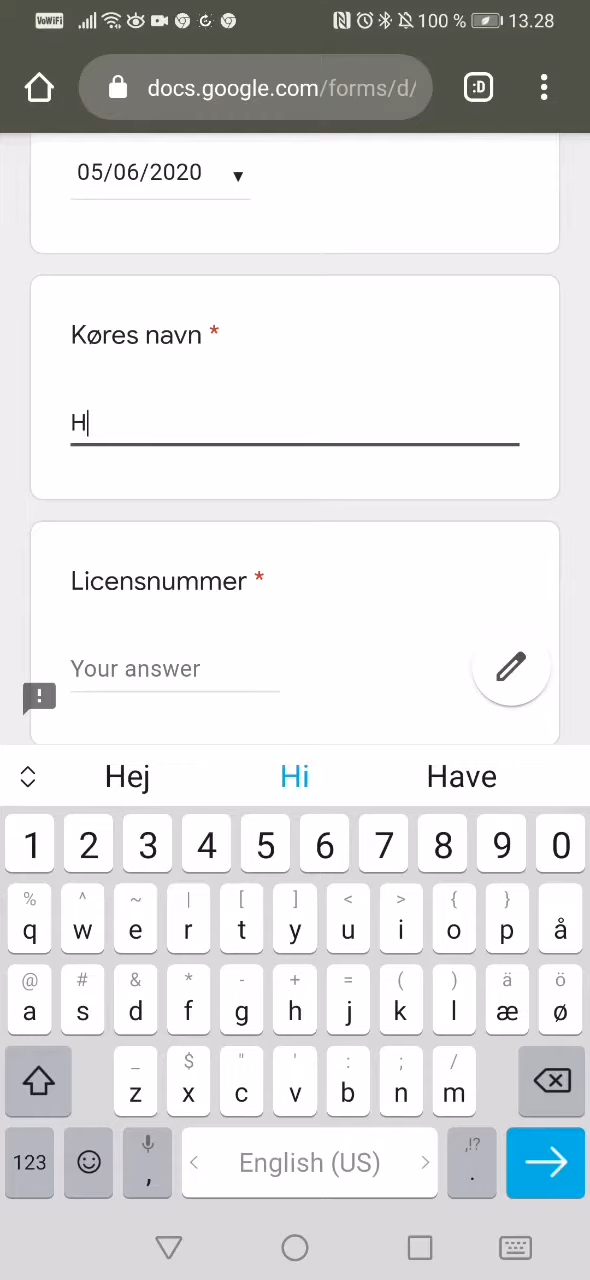 VoWiFi 100 % 13.28
docs.google.com/forms/d/
:D
05/06/2020
Køres navn *
H
Licensnummer *
Your answer
Hej Hi Have
1 2 3 4 5 6 7 8 9 0
% ^ ~ | [ ] < > { }
q w e r t y u i o p å
@ # & * - + = ( ) ä ö
a s d f g h j k l æ ø
_ $ " ' : ; /
z x c v b n m
123 , < English (US) > ,!? .